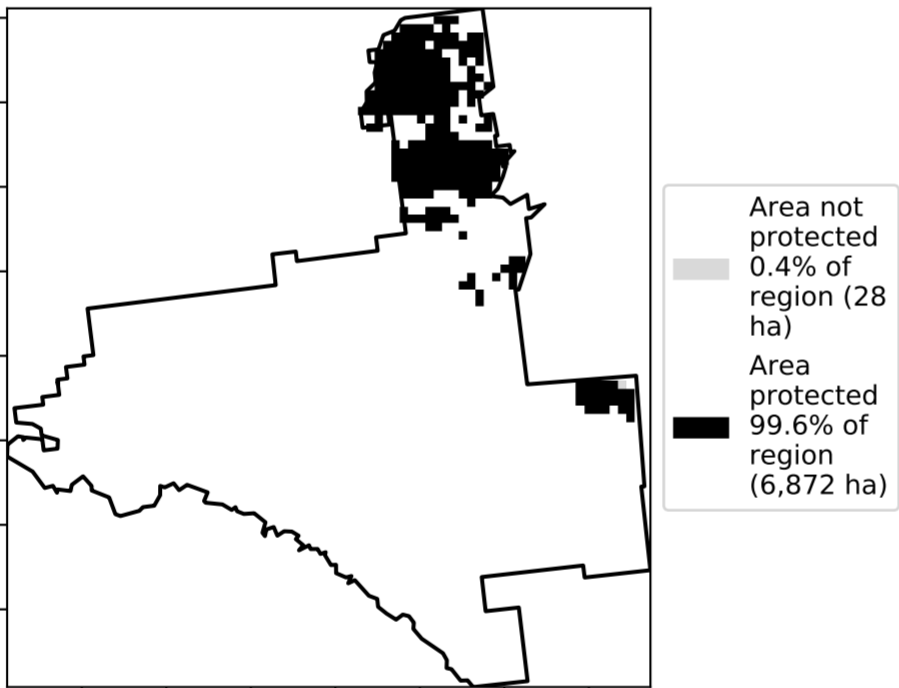 Area not
protected
0.4% of
region (28
ha)
Area
protected
99.6% of
region
(6,872 ha)